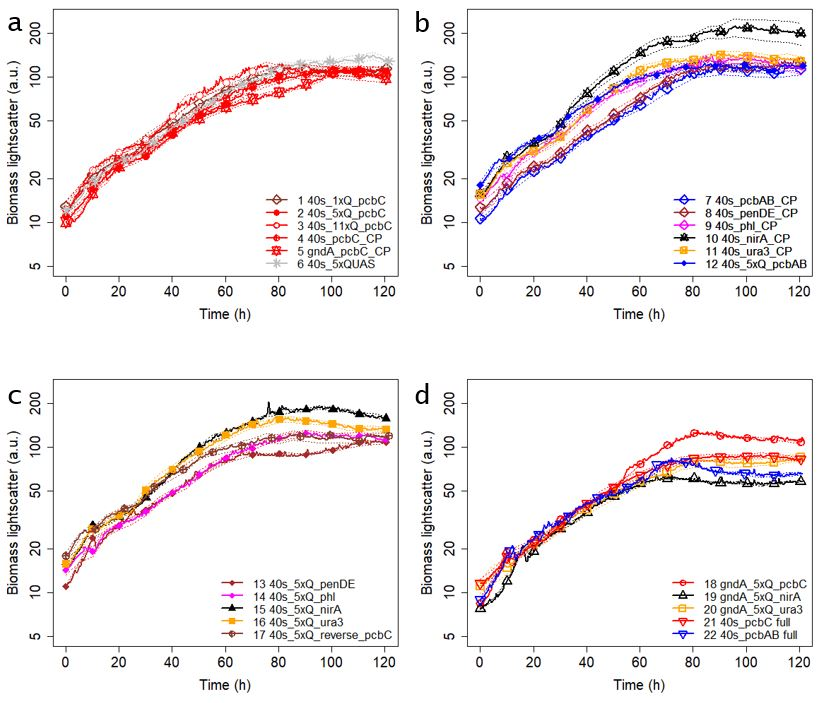 a
Biomass lightscatter (a.u.)
200
100
50
20
10
5
1 40s_1xQ_pcbC
2 40s_5xQ_pcbC
3 40s_11xQ_pcbC
4 40s_pcbC_CP
5 gndA_pcbC_CP
6 40s_5xQUAS
0 20 40 60 80 100 120
Time (h)
b
Biomass lightscatter (a.u.)
200
100
50
20
10
5
7 40s_pcbAB_CP
8 40s_penDE_CP
9 40s_phl_CP
10 40s_nirA_CP
11 40s_ura3_CP
12 40s_5xQ_pcbAB
0 20 40 60 80 100 120
Time (h)
c
Biomass lightscatter (a.u.)
200
100
50
20
10
5
13 40s_5xQ_penDE
14 40s_5xQ_phl
15 40s_5xQ_nirA
16 40s_5xQ_ura3
17 40s_5xQ_reverse_pcbC
0 20 40 60 80 100 120
Time (h)
d
Biomass lightscatter (a.u.)
200
100
50
20
10
5
18 gndA_5xQ_pcbC
19 gndA_5xQ_nirA
20 gndA_5xQ_ura3
21 40s_pcbC full
22 40s_pcbAB full
0 20 40 60 80 100 120
Time (h)